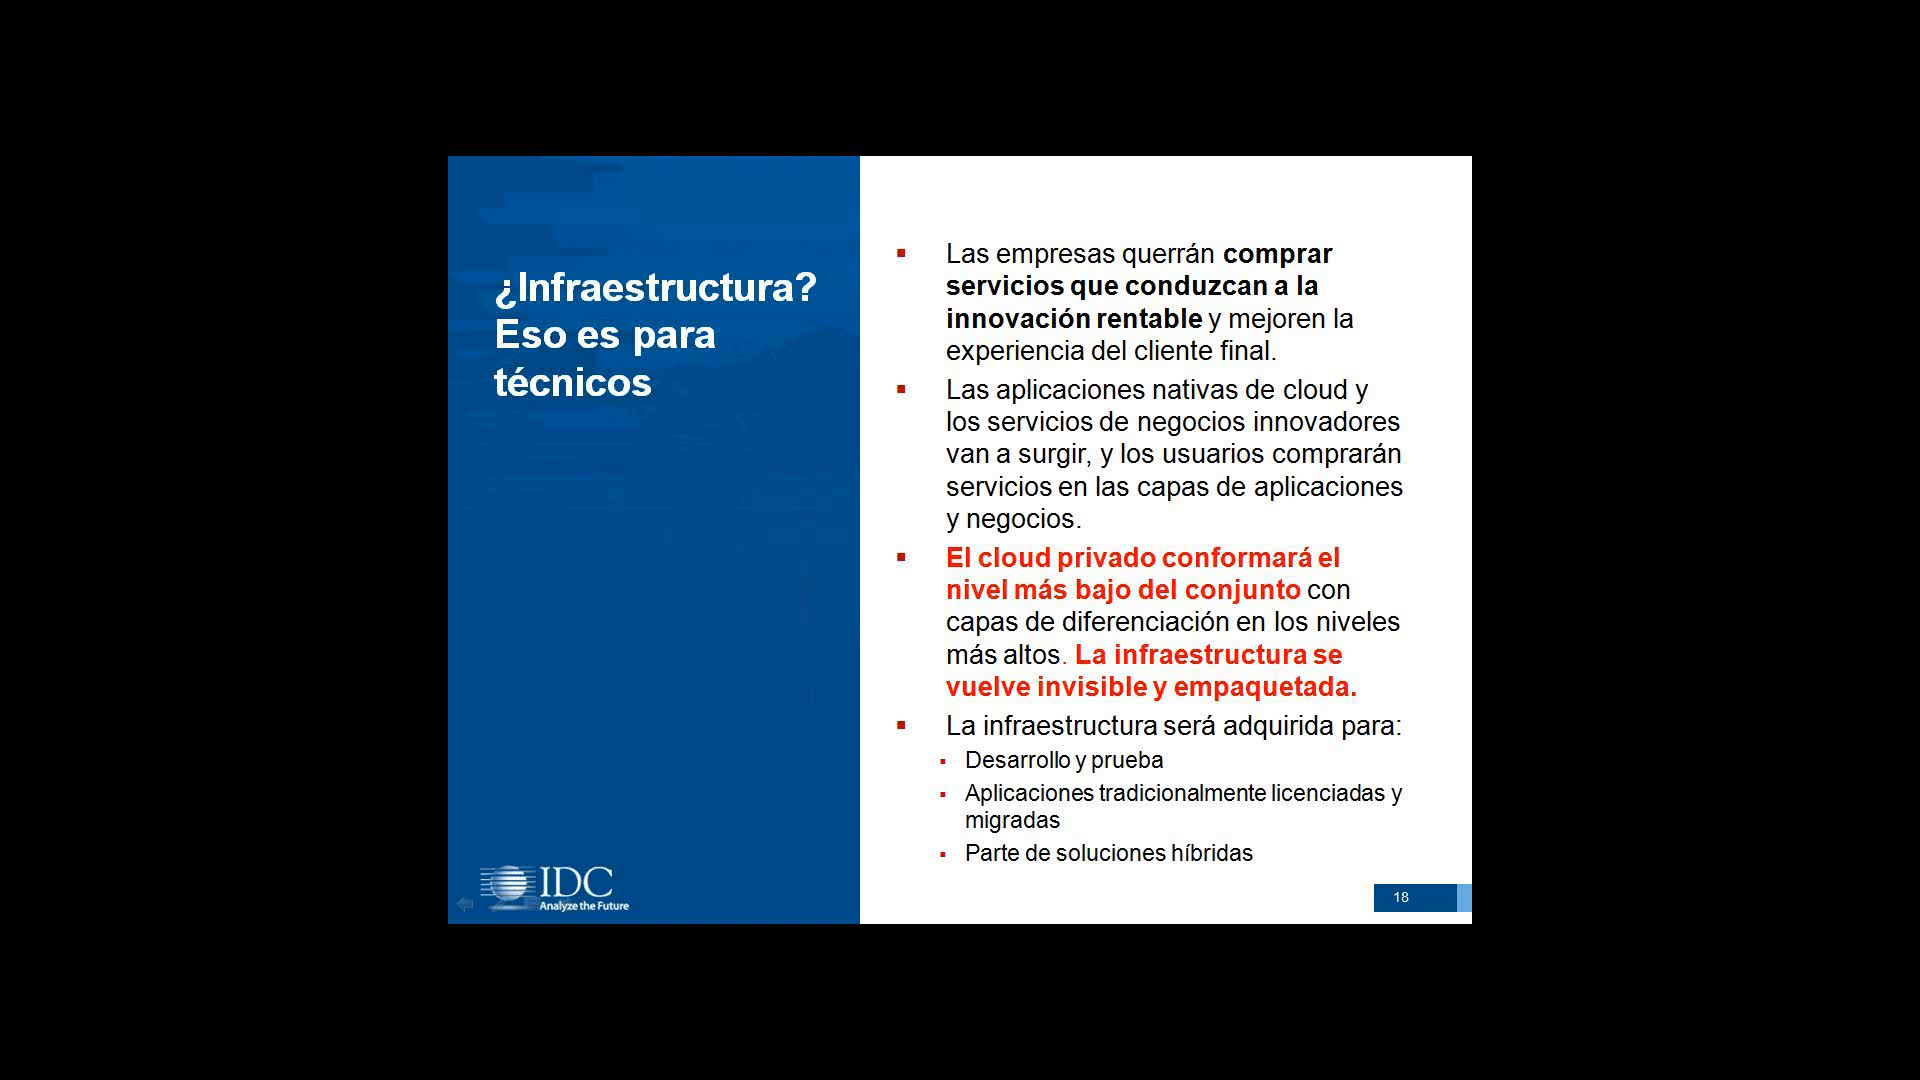 ¿Infraestructura?
Eso es para
técnicos
Las empresas querrán comprar
servicios que conduzcan a la
innovación rentable y mejoren la
experiencia del cliente final.
Las aplicaciones nativas de cloud y
los servicios de negocios innovadores
van a surgir, y los usuarios comprarán
servicios en las capas de aplicaciones
y negocios.
El cloud privado conformará el
nivel más bajo del conjunto con
capas de diferenciación en los niveles
más altos. La infraestructura se
vuelve invisible y empaquetada.
La infraestructura será adquirida para:
Desarrollo y prueba
Aplicaciones tradicionalmente licenciadas y
migradas
Parte de soluciones híbridas
IDC
Analyze the Future
18